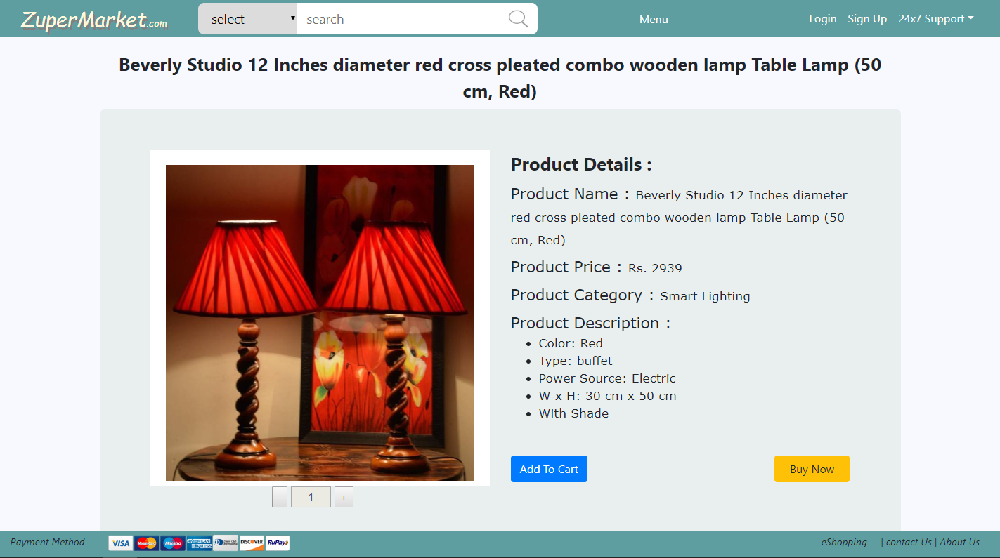 ZuperMarket.com -select- search Menu Login Sign Up 24x7 Support
Beverly Studio 12 Inches diameter red cross pleated combo wooden lamp Table Lamp (50
cm, Red)
Product Details :
Product Name : Beverly Studio 12 Inches diameter
red cross pleated combo wooden lamp Table Lamp (50
cm, Red)
Product Price : Rs. 2939
Product Category : Smart Lighting
Product Description :
Color: Red
Type: buffet
Power Source: Electric
W x H: 30 cm x 50 cm
With Shade
Add To Cart Buy Now
- 1 +
Payment Method VISA MasterCard Maestro AMERICAN EXPRESS Diners Club International DISCOVER RuPay eShopping | contact Us | About Us